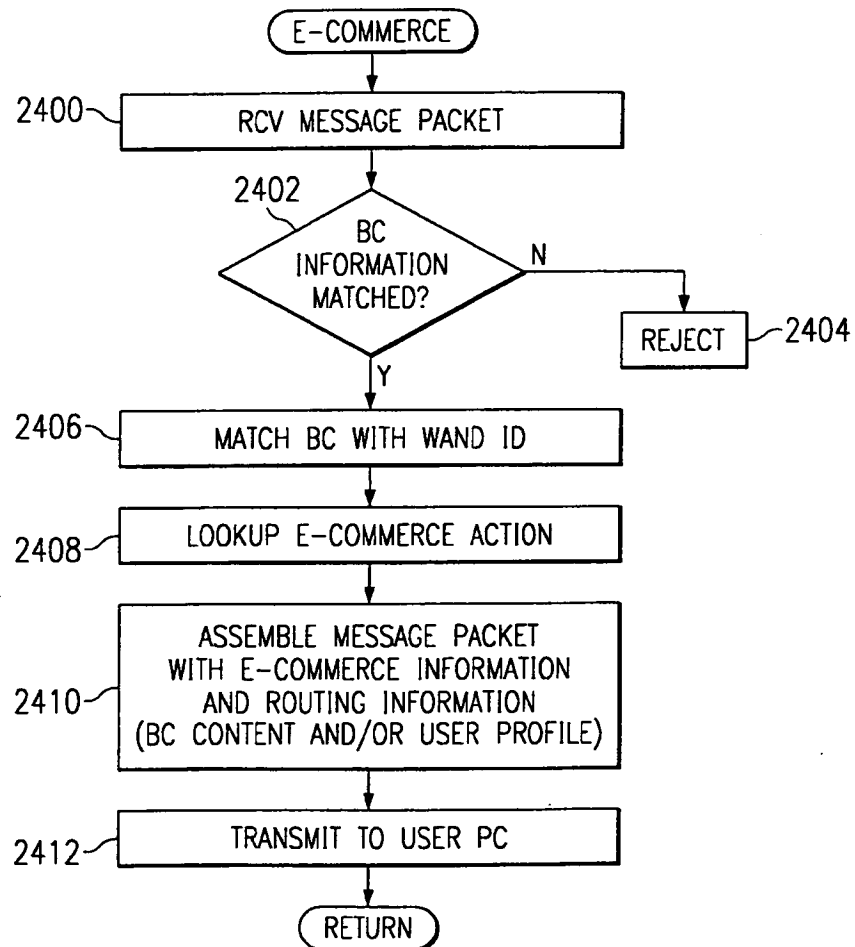 E-COMMERCE
2400
RCV MESSAGE PACKET
2402
BC
INFORMATION
MATCHED?
N
REJECT
2404
Y
2406
MATCH BC WITH WAND ID
2408
LOOKUP E-COMMERCE ACTION
2410
ASSEMBLE MESSAGE PACKET
WITH E-COMMERCE INFORMATION
AND ROUTING INFORMATION
(BC CONTENT AND/OR USER PROFILE)
2412
TRANSMIT TO USER PC
RETURN